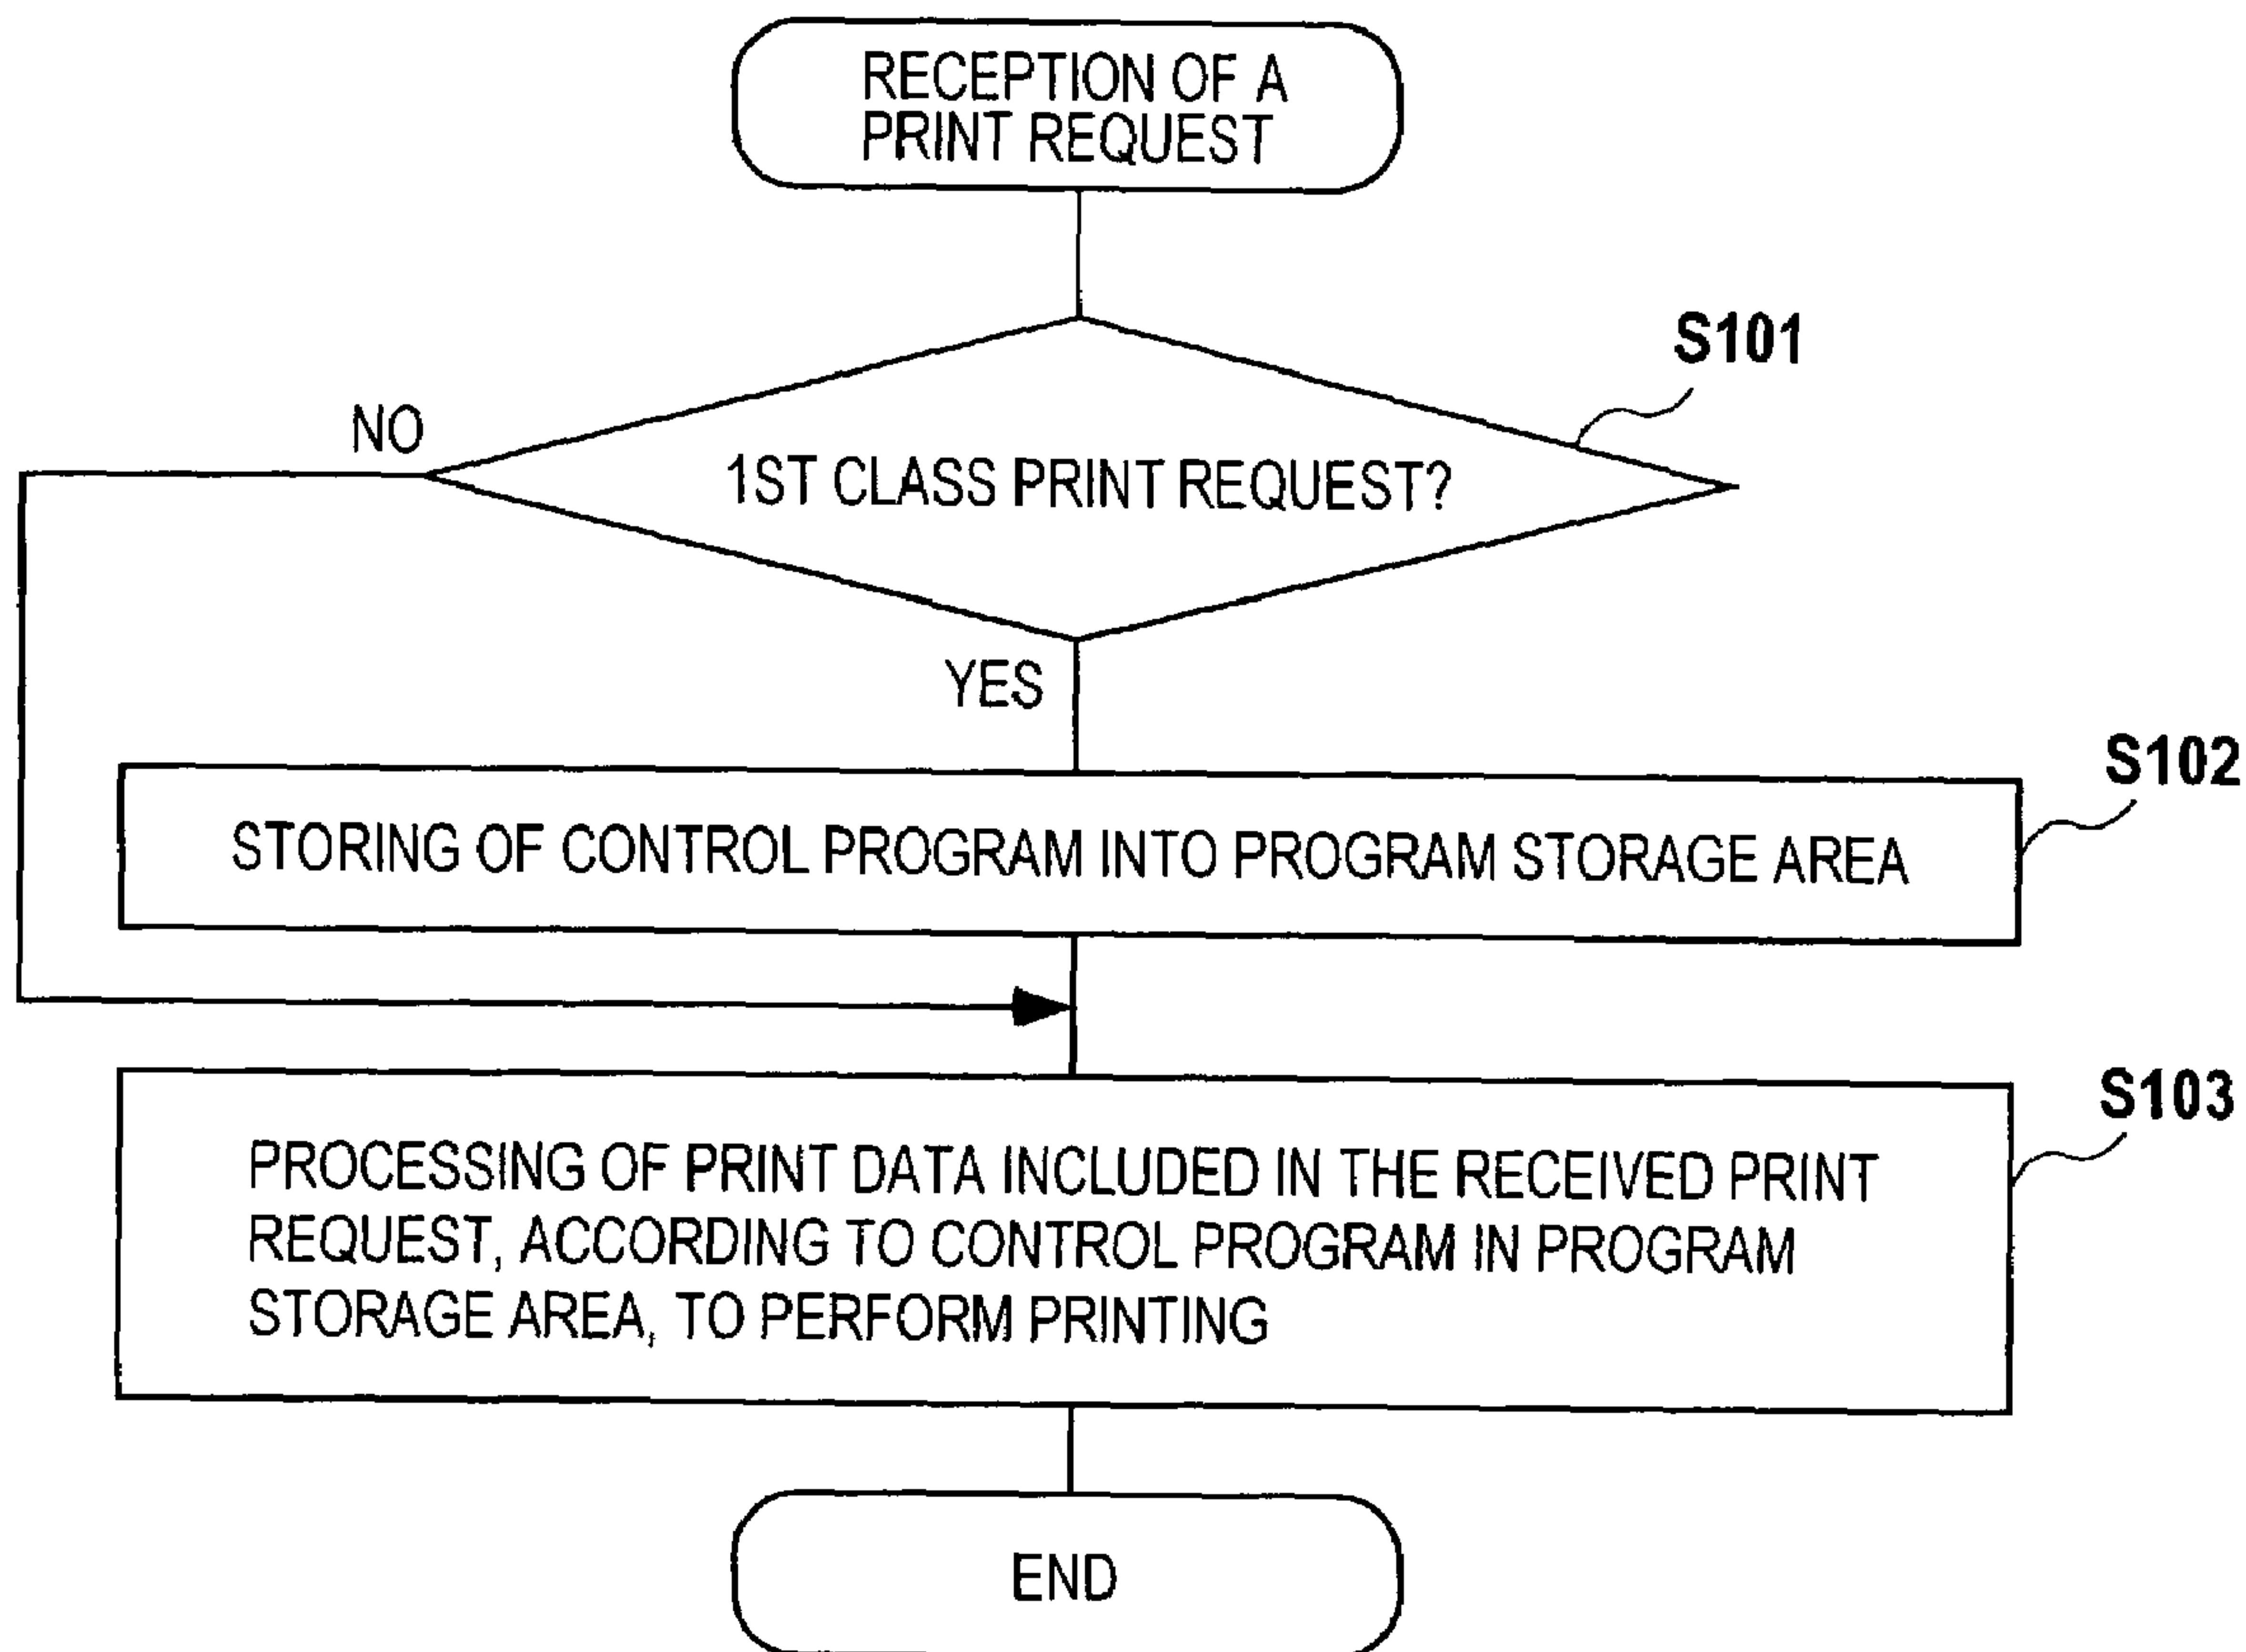 RECEPTION OF A
PRINT REQUEST
S101
NO
1ST CLASS PRINT REQUEST?
YES
S102
STORING OF CONTROL PROGRAM INTO PROGRAM STORAGE AREA
S103
PROCESSING OF PRINT DATA INCLUDED IN THE RECEIVED PRINT
REQUEST, ACCORDING TO CONTROL PROGRAM IN PROGRAM
STORAGE AREA, TO PERFORM PRINTING
END